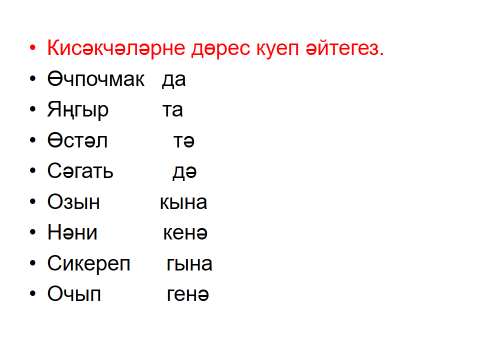 • Кисәкчәләрне дөрес куеп әйтегез.
• Өчпочмак да
• Яңгыр та
• Өстәл тә
• Сәгать дә
• Озын кына
• Нәни кенә
• Сикереп гына
• Очып генә